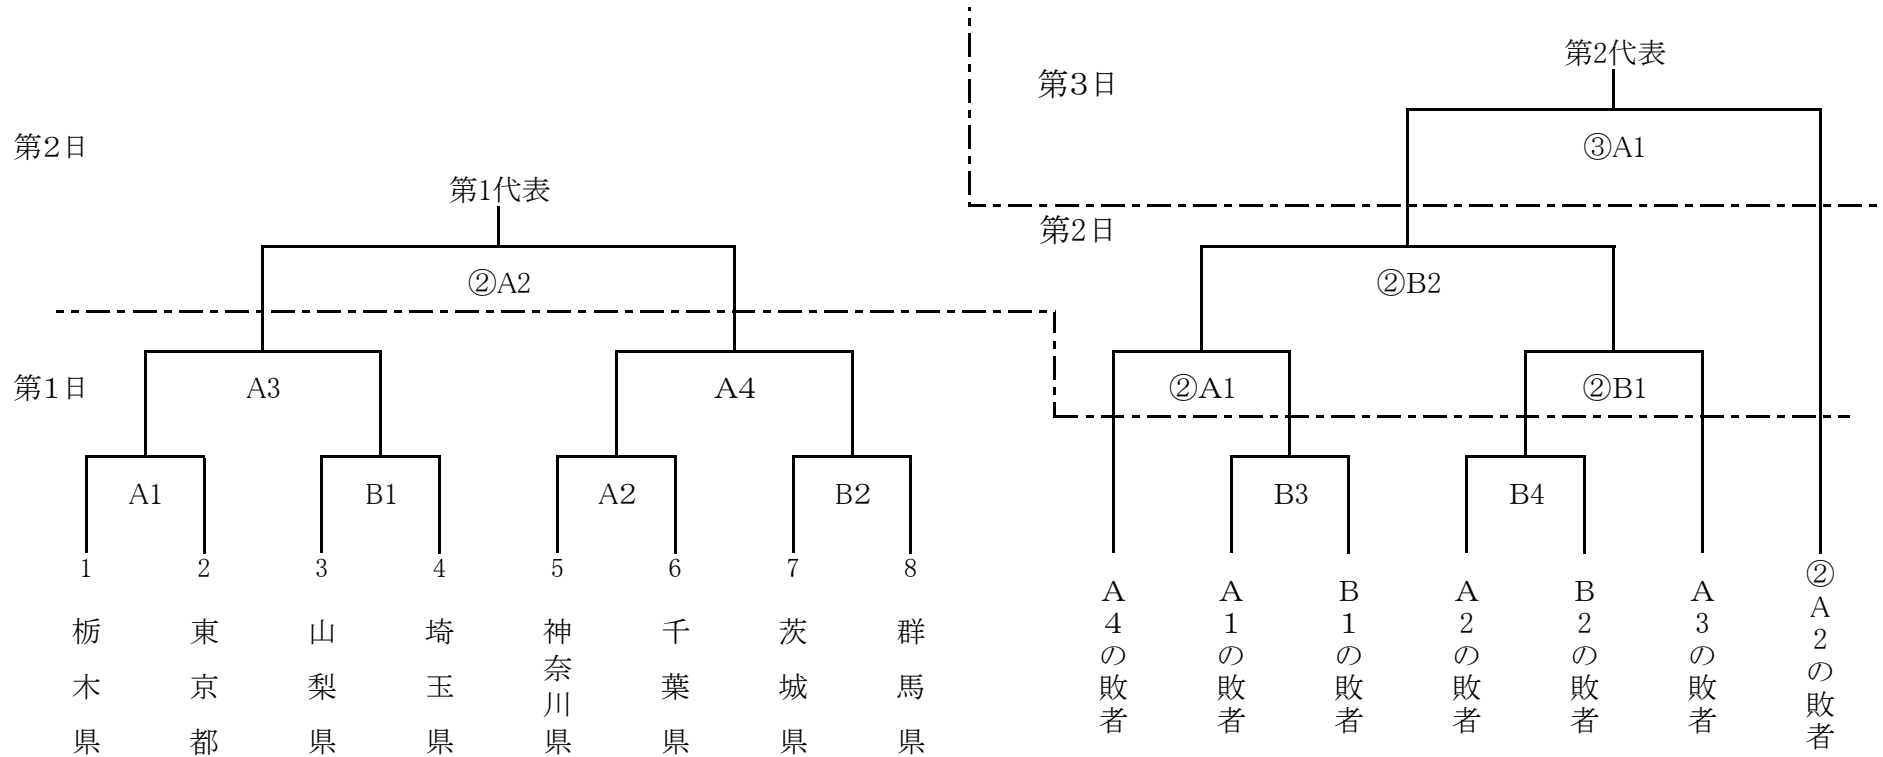 第2代表
第３日
③A1
第２日
第1代表
第2日
②A2
②B2
第１日
A3
A4
②A1
②B1
A1
B1
A2
B2
B3
B4
1
2
3
4
5
6
7
8
栃木県
東京都
山梨県
埼玉県
神奈川県
千葉県
茨城県
群馬県
A4の敗者
A1の敗者
B1の敗者
A2の敗者
B2の敗者
A3の敗者
②A2の敗者